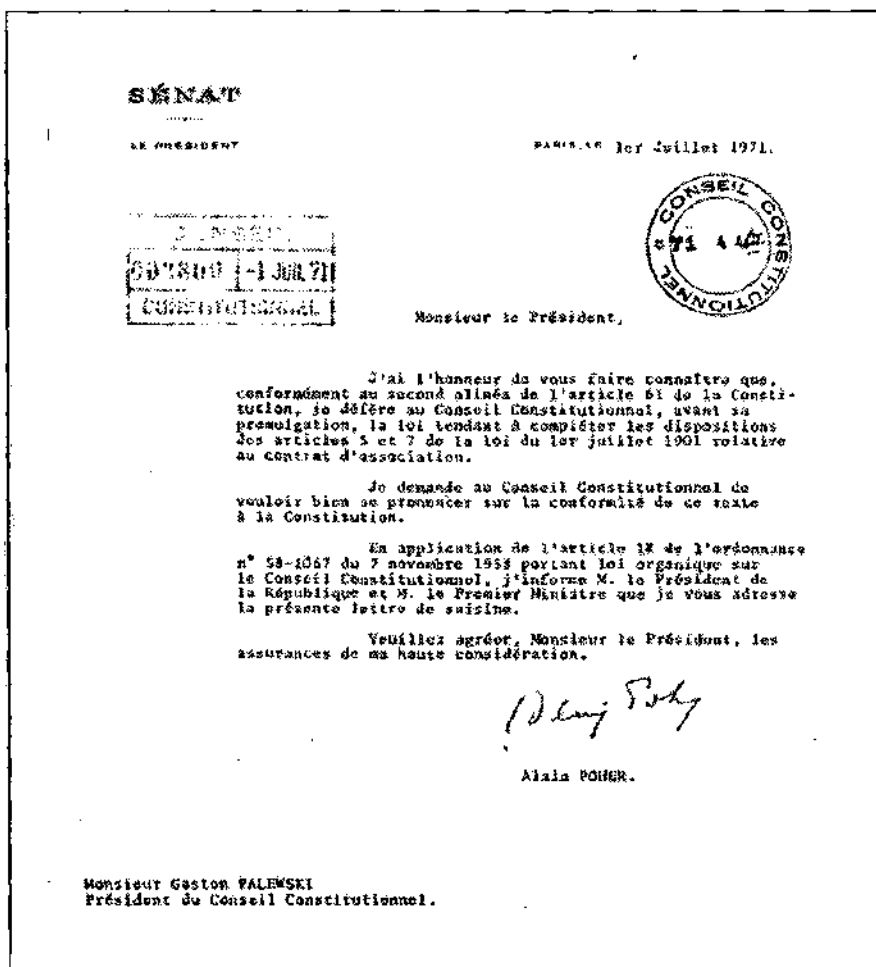 SÉNAT
LE PRÉSIDENT
PARIS, LE 1er Juillet 1971.
CONSEIL CONSTITUTIONNEL
71 44
CONSEIL
-1 JUIL 71
CONSTITUTIONNEL
Monsieur le Président,
J'ai l'honneur de vous faire connaître que,
conformément au second alinéa de l'article 61 de la Consti-
tution, je défère au Conseil Constitutionnel, avant sa
promulgation, la loi tendant à compléter les dispositions
des articles 5 et 7 de la loi du 1er juillet 1901 relative
au contrat d'association.
Je demande au Conseil Constitutionnel de
vouloir bien se prononcer sur la conformité de ce texte
à la Constitution.
En application de l'article 18 de l'ordonnance
n° 58-1067 du 7 novembre 1958 portant loi organique sur
le Conseil Constitutionnel, j'informe M. le Président de
la République et M. le Premier Ministre que je vous adresse
la présente lettre de saisine.
Veuillez agréer, Monsieur le Président, les
assurances de ma haute considération.
Alain POHER.
Monsieur Gaston PALEWSKI
Président du Conseil Constitutionnel.